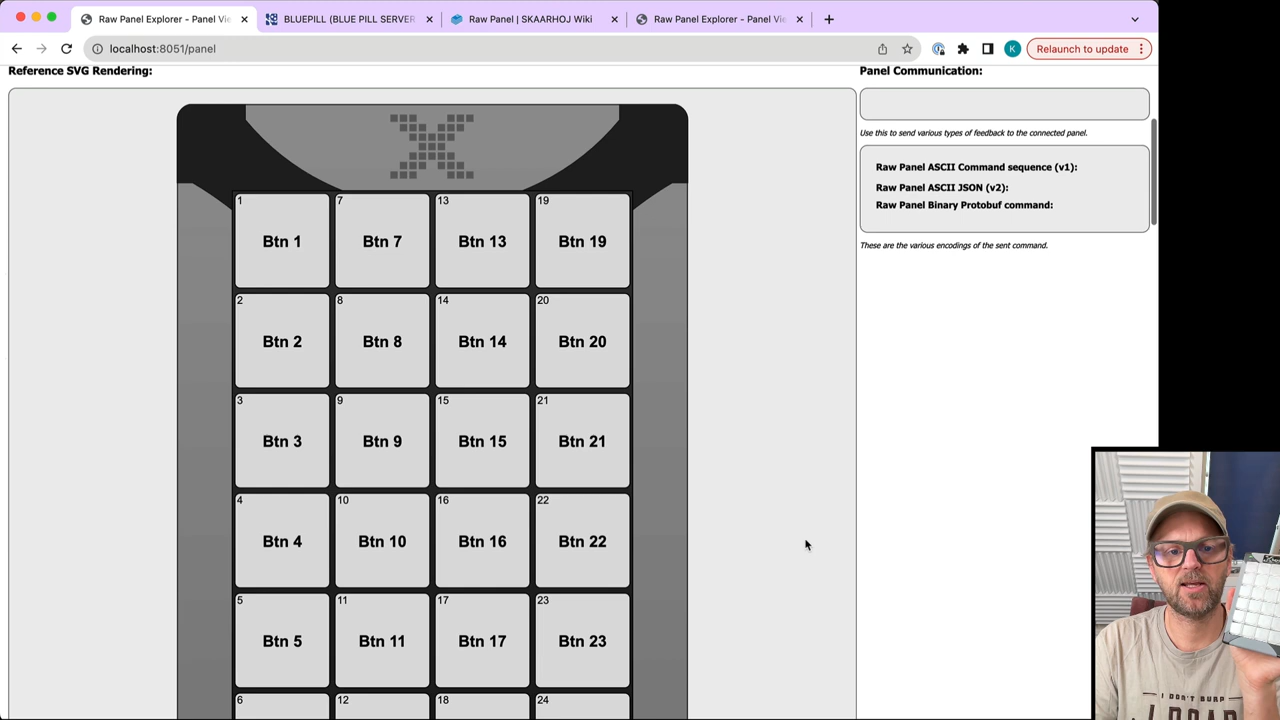 Raw Panel Explorer - Panel Vie
BLUEPILL (BLUE PILL SERVER
Raw Panel | SKAARHOJ Wiki
Raw Panel Explorer - Panel Vie
localhost:8051/panel
K
Relaunch to update
Reference SVG Rendering:
Panel Communication:
Use this to send various types of feedback to the connected panel.
Raw Panel ASCII Command sequence (v1):
Raw Panel ASCII JSON (v2):
Raw Panel Binary Protobuf command:
These are the various encodings of the sent command.
1 7 13 19
Btn 1 Btn 7 Btn 13 Btn 19
2 8 14 20
Btn 2 Btn 8 Btn 14 Btn 20
3 9 15 21
Btn 3 Btn 9 Btn 15 Btn 21
4 10 16 22
Btn 4 Btn 10 Btn 16 Btn 22
5 11 17 23
Btn 5 Btn 11 Btn 17 Btn 23
6 12 18 24
I DON'T BURP
I ROAR